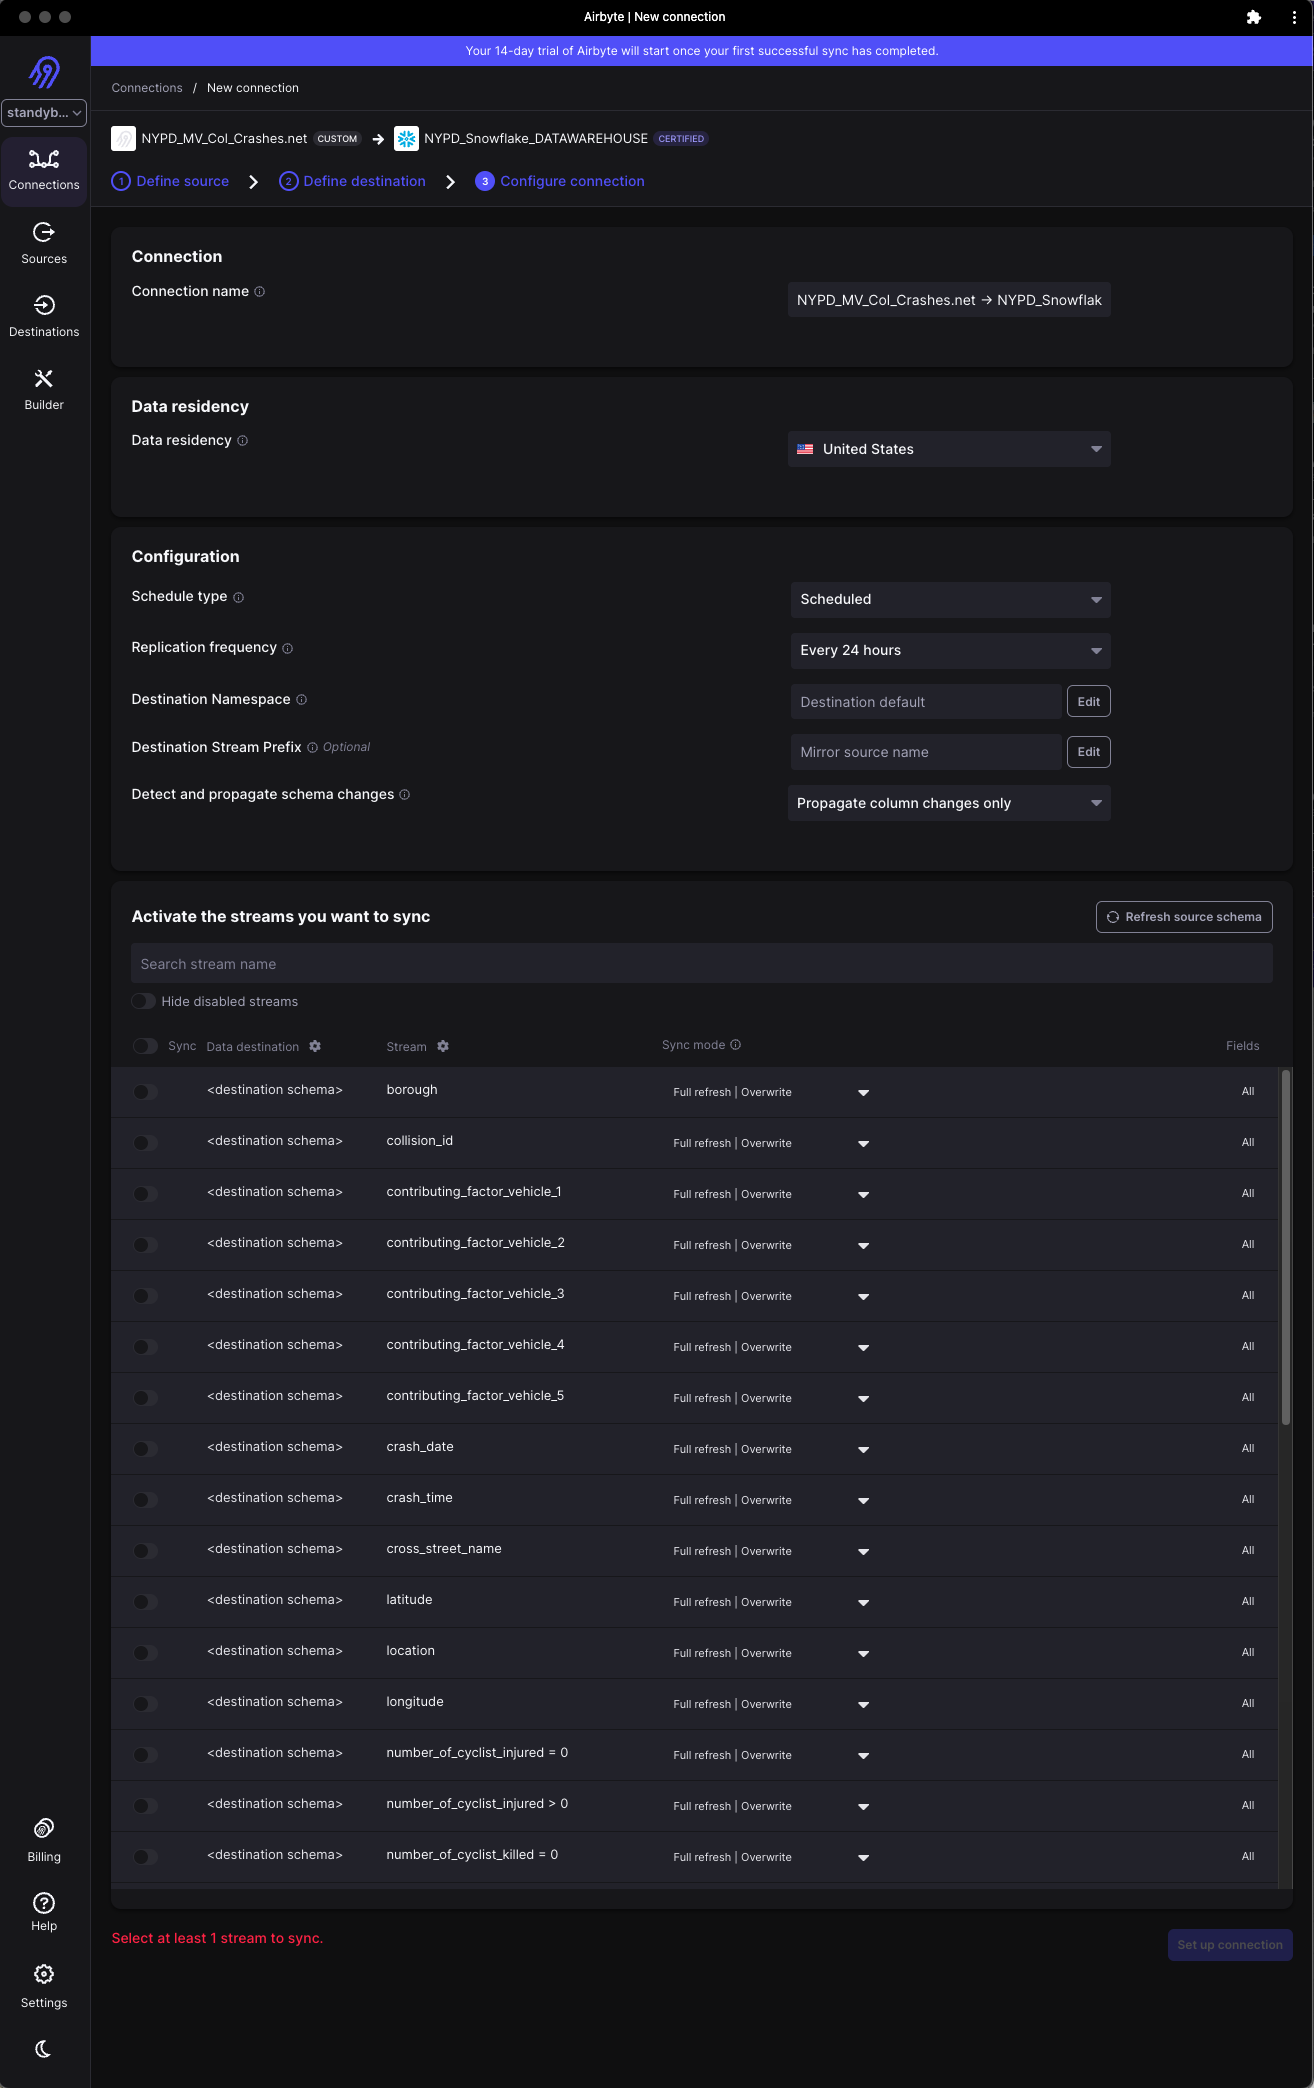 Airbyte | New connection
Your 14-day trial of Airbyte will start once your first successful sync has completed.
standyb...
Connections
Sources
Destinations
Builder
Billing
Help
Settings
Connections / New connection
NYPD_MV_Col_Crashes.net CUSTOM → NYPD_Snowflake_DATAWAREHOUSE CERTIFIED
1 Define source > 2 Define destination > 3 Configure connection
Connection
Connection name
NYPD_MV_Col_Crashes.net → NYPD_Snowflak
Data residency
Data residency
United States
Configuration
Schedule type
Scheduled
Replication frequency
Every 24 hours
Destination Namespace
Destination default Edit
Destination Stream Prefix Optional
Mirror source name Edit
Detect and propagate schema changes
Propagate column changes only
Activate the streams you want to sync
Refresh source schema
Search stream name
Hide disabled streams
Sync Data destination Stream Sync mode Fields
<destination schema> borough Full refresh | Overwrite All
<destination schema> collision_id Full refresh | Overwrite All
<destination schema> contributing_factor_vehicle_1 Full refresh | Overwrite All
<destination schema> contributing_factor_vehicle_2 Full refresh | Overwrite All
<destination schema> contributing_factor_vehicle_3 Full refresh | Overwrite All
<destination schema> contributing_factor_vehicle_4 Full refresh | Overwrite All
<destination schema> contributing_factor_vehicle_5 Full refresh | Overwrite All
<destination schema> crash_date Full refresh | Overwrite All
<destination schema> crash_time Full refresh | Overwrite All
<destination schema> cross_street_name Full refresh | Overwrite All
<destination schema> latitude Full refresh | Overwrite All
<destination schema> location Full refresh | Overwrite All
<destination schema> longitude Full refresh | Overwrite All
<destination schema> number_of_cyclist_injured = 0 Full refresh | Overwrite All
<destination schema> number_of_cyclist_injured > 0 Full refresh | Overwrite All
<destination schema> number_of_cyclist_killed = 0 Full refresh | Overwrite All
Select at least 1 stream to sync.
Set up connection